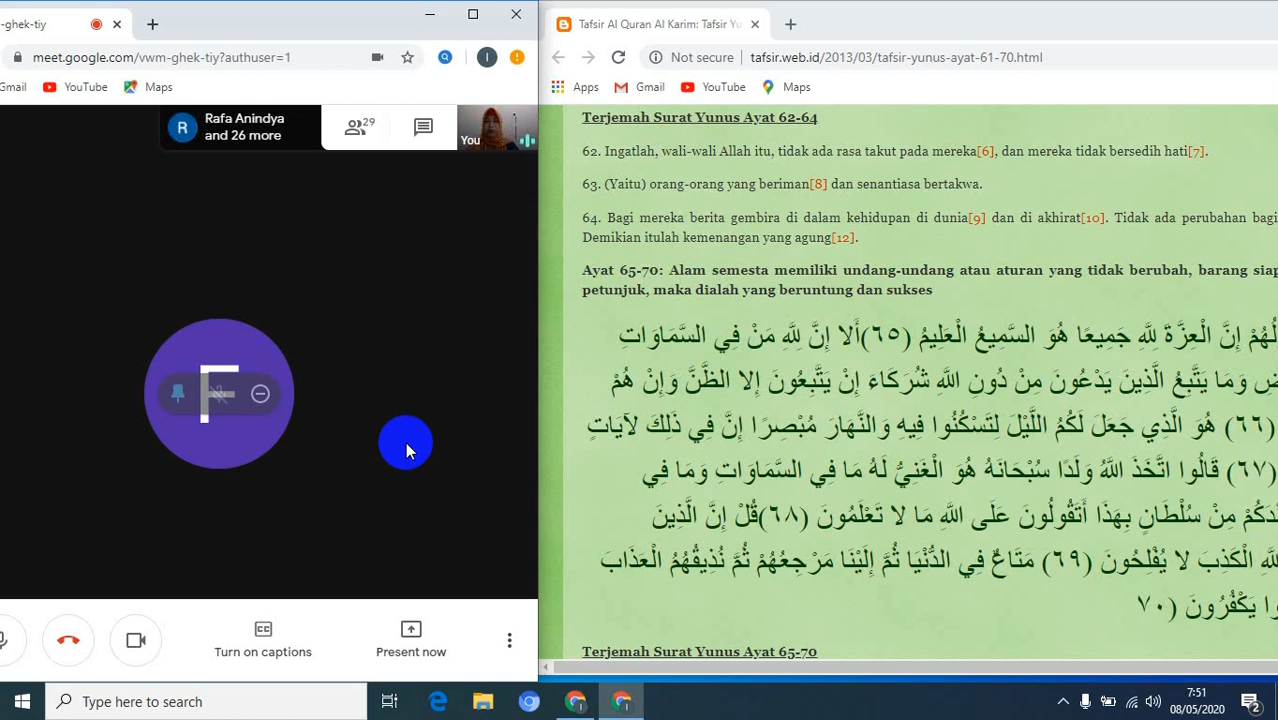 -ghek-tiy
meet.google.com/vwm-ghek-tiy?authuser=1
Gmail
YouTube
Maps
R
Rafa Anindya
and 26 more
29
You
F
CC
Turn on captions
Present now
Tafsir Al Quran Al Karim: Tafsir Yu
Not secure
tafsir.web.id/2013/03/tafsir-yunus-ayat-61-70.html
Apps
Gmail
YouTube
Maps
Terjemah Surat Yunus Ayat 62-64
62. Ingatlah, wali-wali Allah itu, tidak ada rasa takut pada mereka[6], dan mereka tidak bersedih hati[7].
63. (Yaitu) orang-orang yang beriman[8] dan senantiasa bertakwa.
64. Bagi mereka berita gembira di dalam kehidupan di dunia[9] dan di akhirat[10]. Tidak ada perubahan bagi
Demikian itulah kemenangan yang agung[12].
Ayat 65-70: Alam semesta memiliki undang-undang atau aturan yang tidak berubah, barang siap
petunjuk, maka dialah yang beruntung dan sukses
لُهُمْ إِنَّ الْعِزَّةَ لِلَّهِ جَمِيعًا هُوَ السَّمِيعُ الْعَلِيمُ (٦٥)أَلا إِنَّ لِلَّهِ مَنْ فِي السَّمَاوَاتِ
ضِ وَمَا يَتَّبِعُ الَّذِينَ يَدْعُونَ مِنْ دُونِ اللَّهِ شُرَكَاءَ إِنْ يَتَّبِعُونَ إِلا الظَّنَّ وَإِنْ هُمْ
(٦٦) هُوَ الَّذِي جَعَلَ لَكُمُ اللَّيْلَ لِتَسْكُنُوا فِيهِ وَالنَّهَارَ مُبْصِرًا إِنَّ فِي ذَلِكَ لآيَاتٍ
(٦٧) قَالُوا اتَّخَذَ اللَّهُ وَلَدًا سُبْحَانَهُ هُوَ الْغَنِيُّ لَهُ مَا فِي السَّمَاوَاتِ وَمَا فِي
نْدَكُمْ مِنْ سُلْطَانٍ بِهَذَا أَتَقُولُونَ عَلَى اللَّهِ مَا لا تَعْلَمُونَ (٦٨)قُلْ إِنَّ الَّذِينَ
لَّهِ الْكَذِبَ لا يُفْلِحُونَ (٦٩) مَتَاعٌ فِي الدُّنْيَا ثُمَّ إِلَيْنَا مَرْجِعُهُمْ ثُمَّ نُذِيقُهُمُ الْعَذَابَ
وا يَكْفُرُونَ (٧٠
Terjemah Surat Yunus Ayat 65-70
Type here to search
7:51
08/05/2020
2